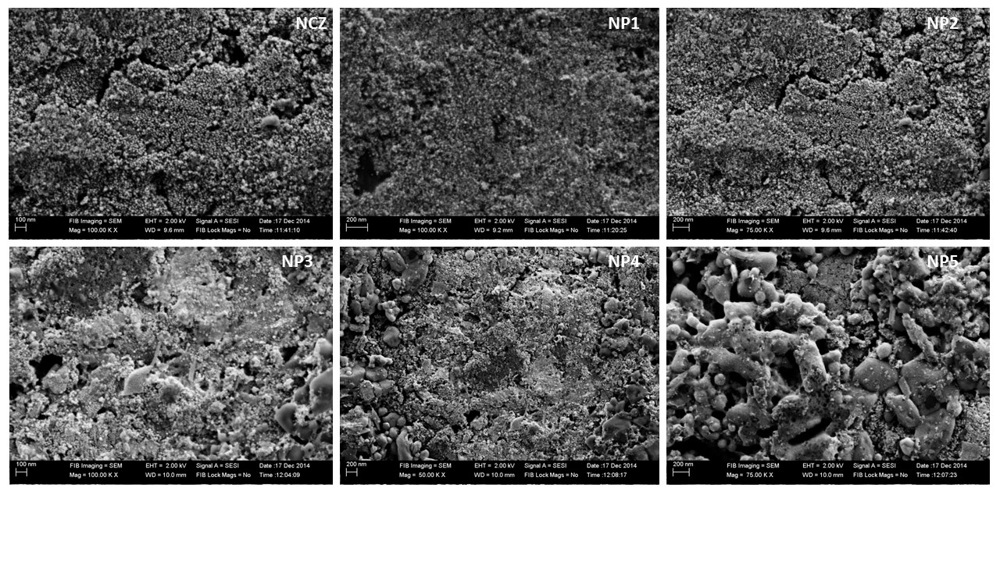 NCZ
100 nm
FIB Imaging = SEM EHT = 2.00 kV Signal A = SESI Date :17 Dec 2014
Mag = 100.00 K X WD = 9.6 mm FIB Lock Mags = No Time :11:41:10
NP1
200 nm
FIB Imaging = SEM EHT = 2.00 kV Signal A = SESI Date :17 Dec 2014
Mag = 100.00 K X WD = 9.2 mm FIB Lock Mags = No Time :11:20:25
NP2
200 nm
FIB Imaging = SEM EHT = 2.00 kV Signal A = SESI Date :17 Dec 2014
Mag = 75.00 K X WD = 9.6 mm FIB Lock Mags = No Time :11:42:40
NP3
100 nm
FIB Imaging = SEM EHT = 2.00 kV Signal A = SESI Date :17 Dec 2014
Mag = 100.00 K X WD = 10.0 mm FIB Lock Mags = No Time :12:04:09
NP4
200 nm
FIB Imaging = SEM EHT = 2.00 kV Signal A = SESI Date :17 Dec 2014
Mag = 50.00 K X WD = 10.0 mm FIB Lock Mags = No Time :12:08:17
NP5
200 nm
FIB Imaging = SEM EHT = 2.00 kV Signal A = SESI Date :17 Dec 2014
Mag = 75.00 K X WD = 10.0 mm FIB Lock Mags = No Time :12:07:23